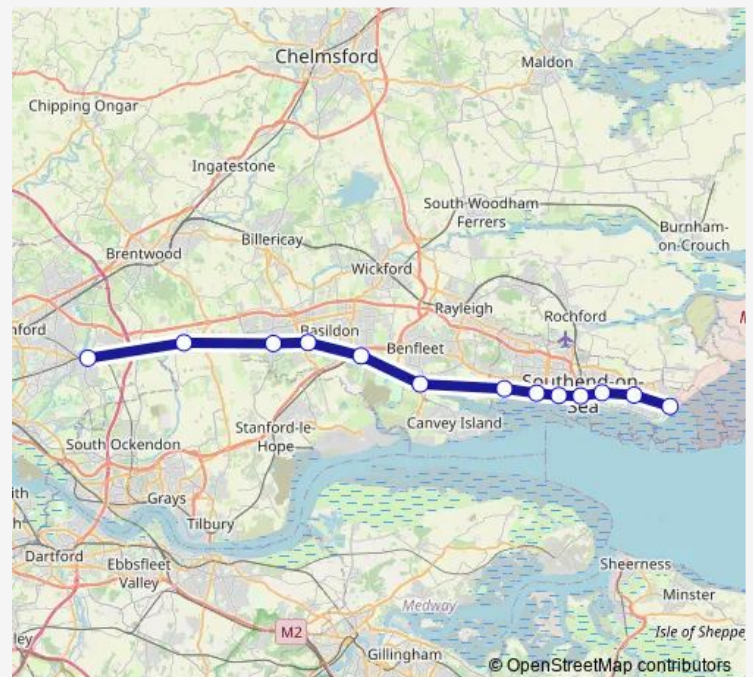 Chelmsford
Maldon
Chipping Ongar
Ingatestone
South Woodham
Ferrers
Burnham-
on-Crouch
Brentwood
Billericay
Wickford
Rayleigh
Rochford
nford
Basildon
Benfleet
Southend-on-
Sea
Canvey Island
South Ockendon
Stanford-le-
Hope
Grays
Tilbury
Dartford
Ebbsfleet
Valley
Sheerness
Minster
Medway
Isle of Sheppe
M2
ley
Gillingham
© OpenStreetMap contributors